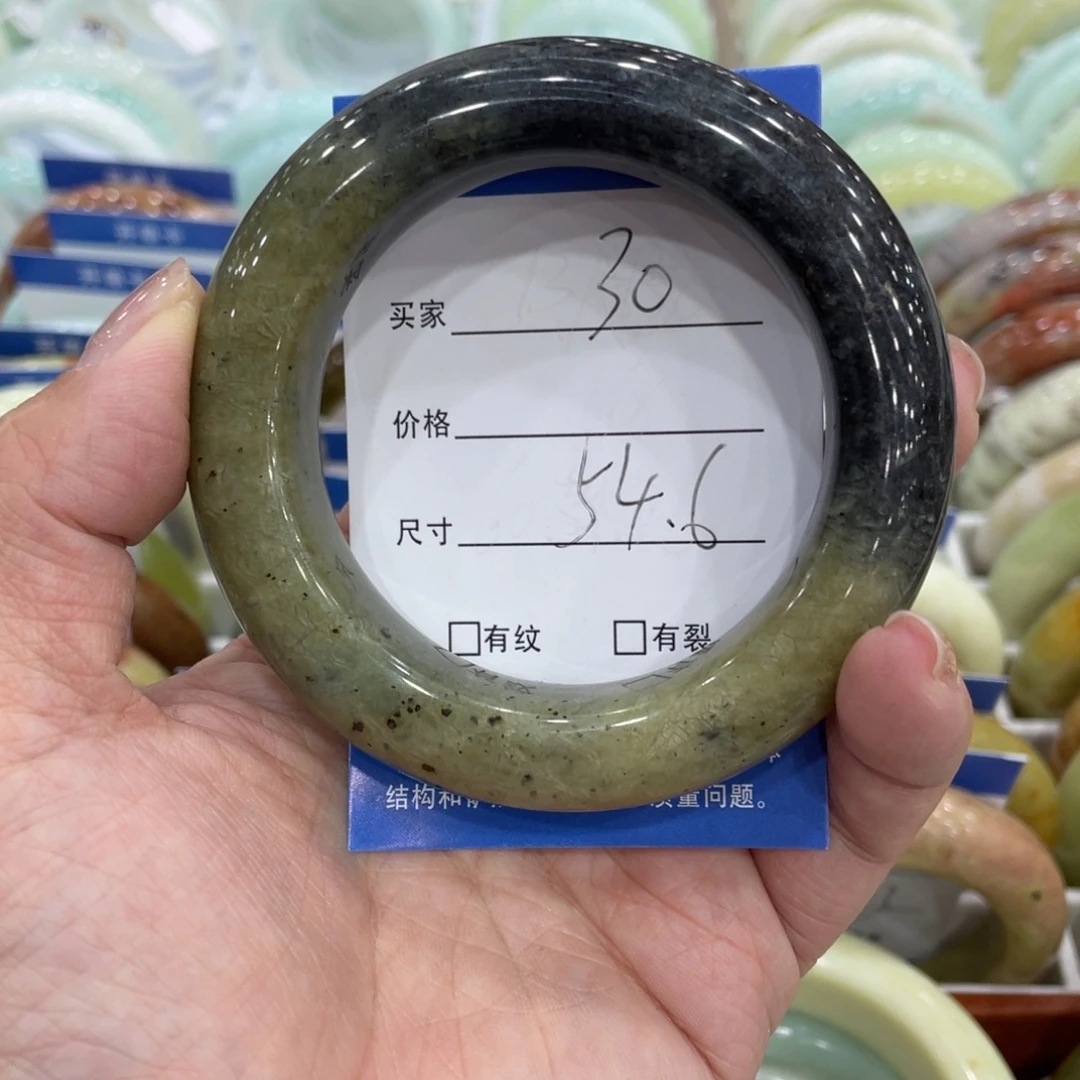 买家 30
价格
尺寸 54.6
□有纹 □有裂
结构和
量问题。